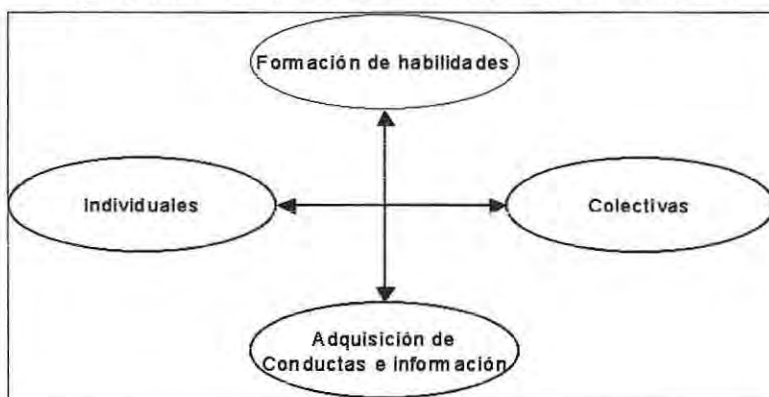 Formación de habilidades
Individuales
Colectivas
Adquisición de
Conductas e información